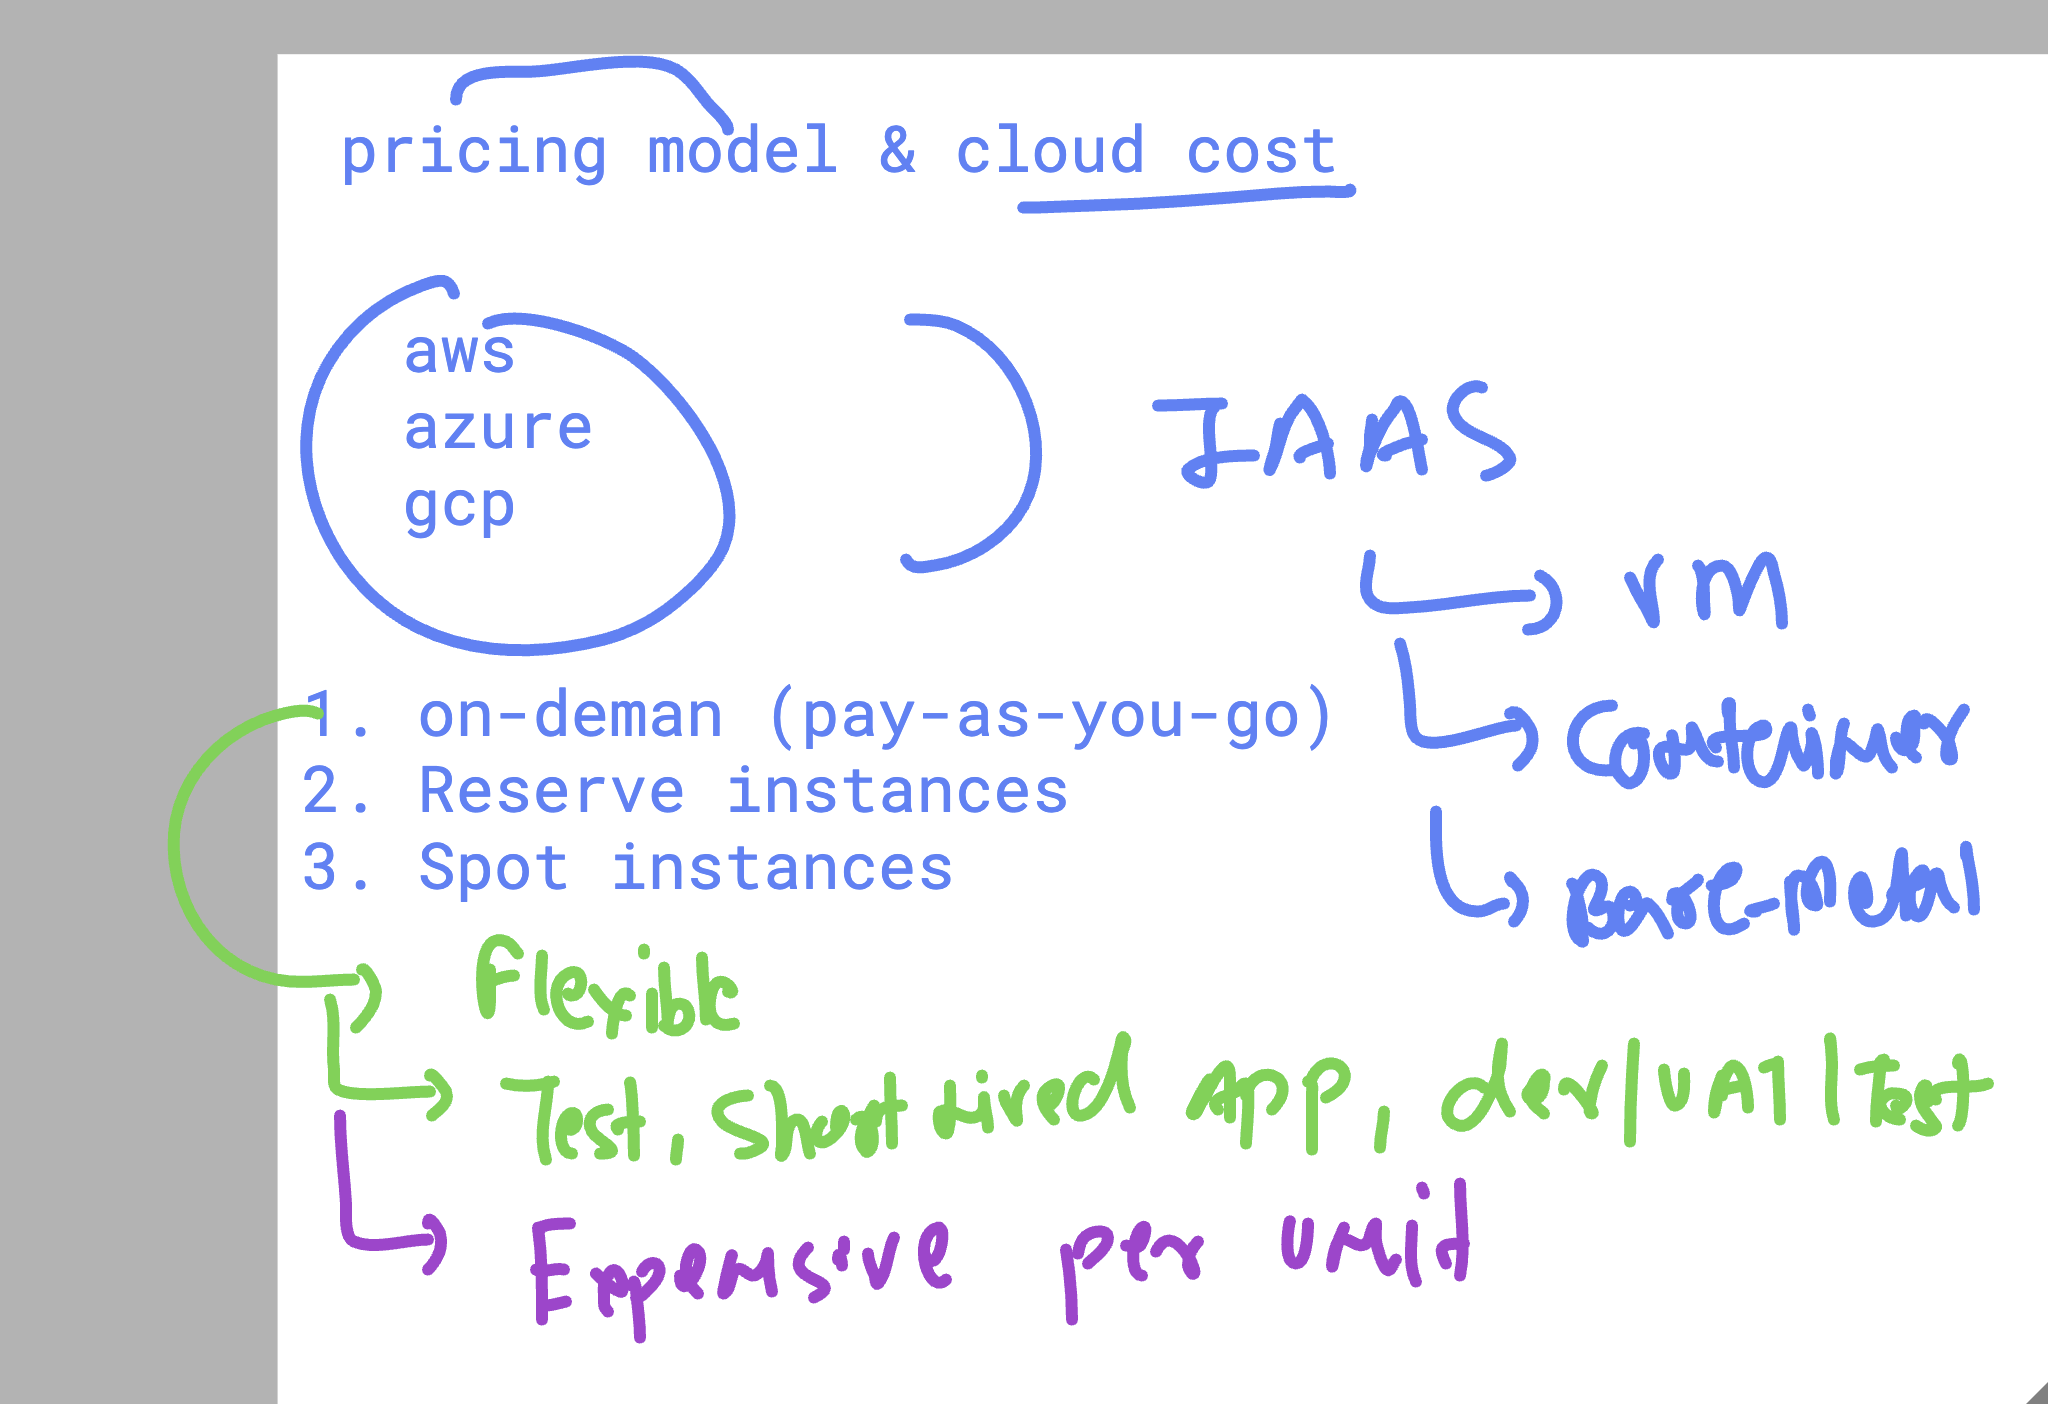 pricing model & cloud cost
aws
azure
gcp
IAAS
VM
Container
Bare-Metal
1. on-deman (pay-as-you-go)
2. Reserve instances
3. Spot instances
Flexible
Test, Short lived App, dev/UAT/Test
Expensive per unit